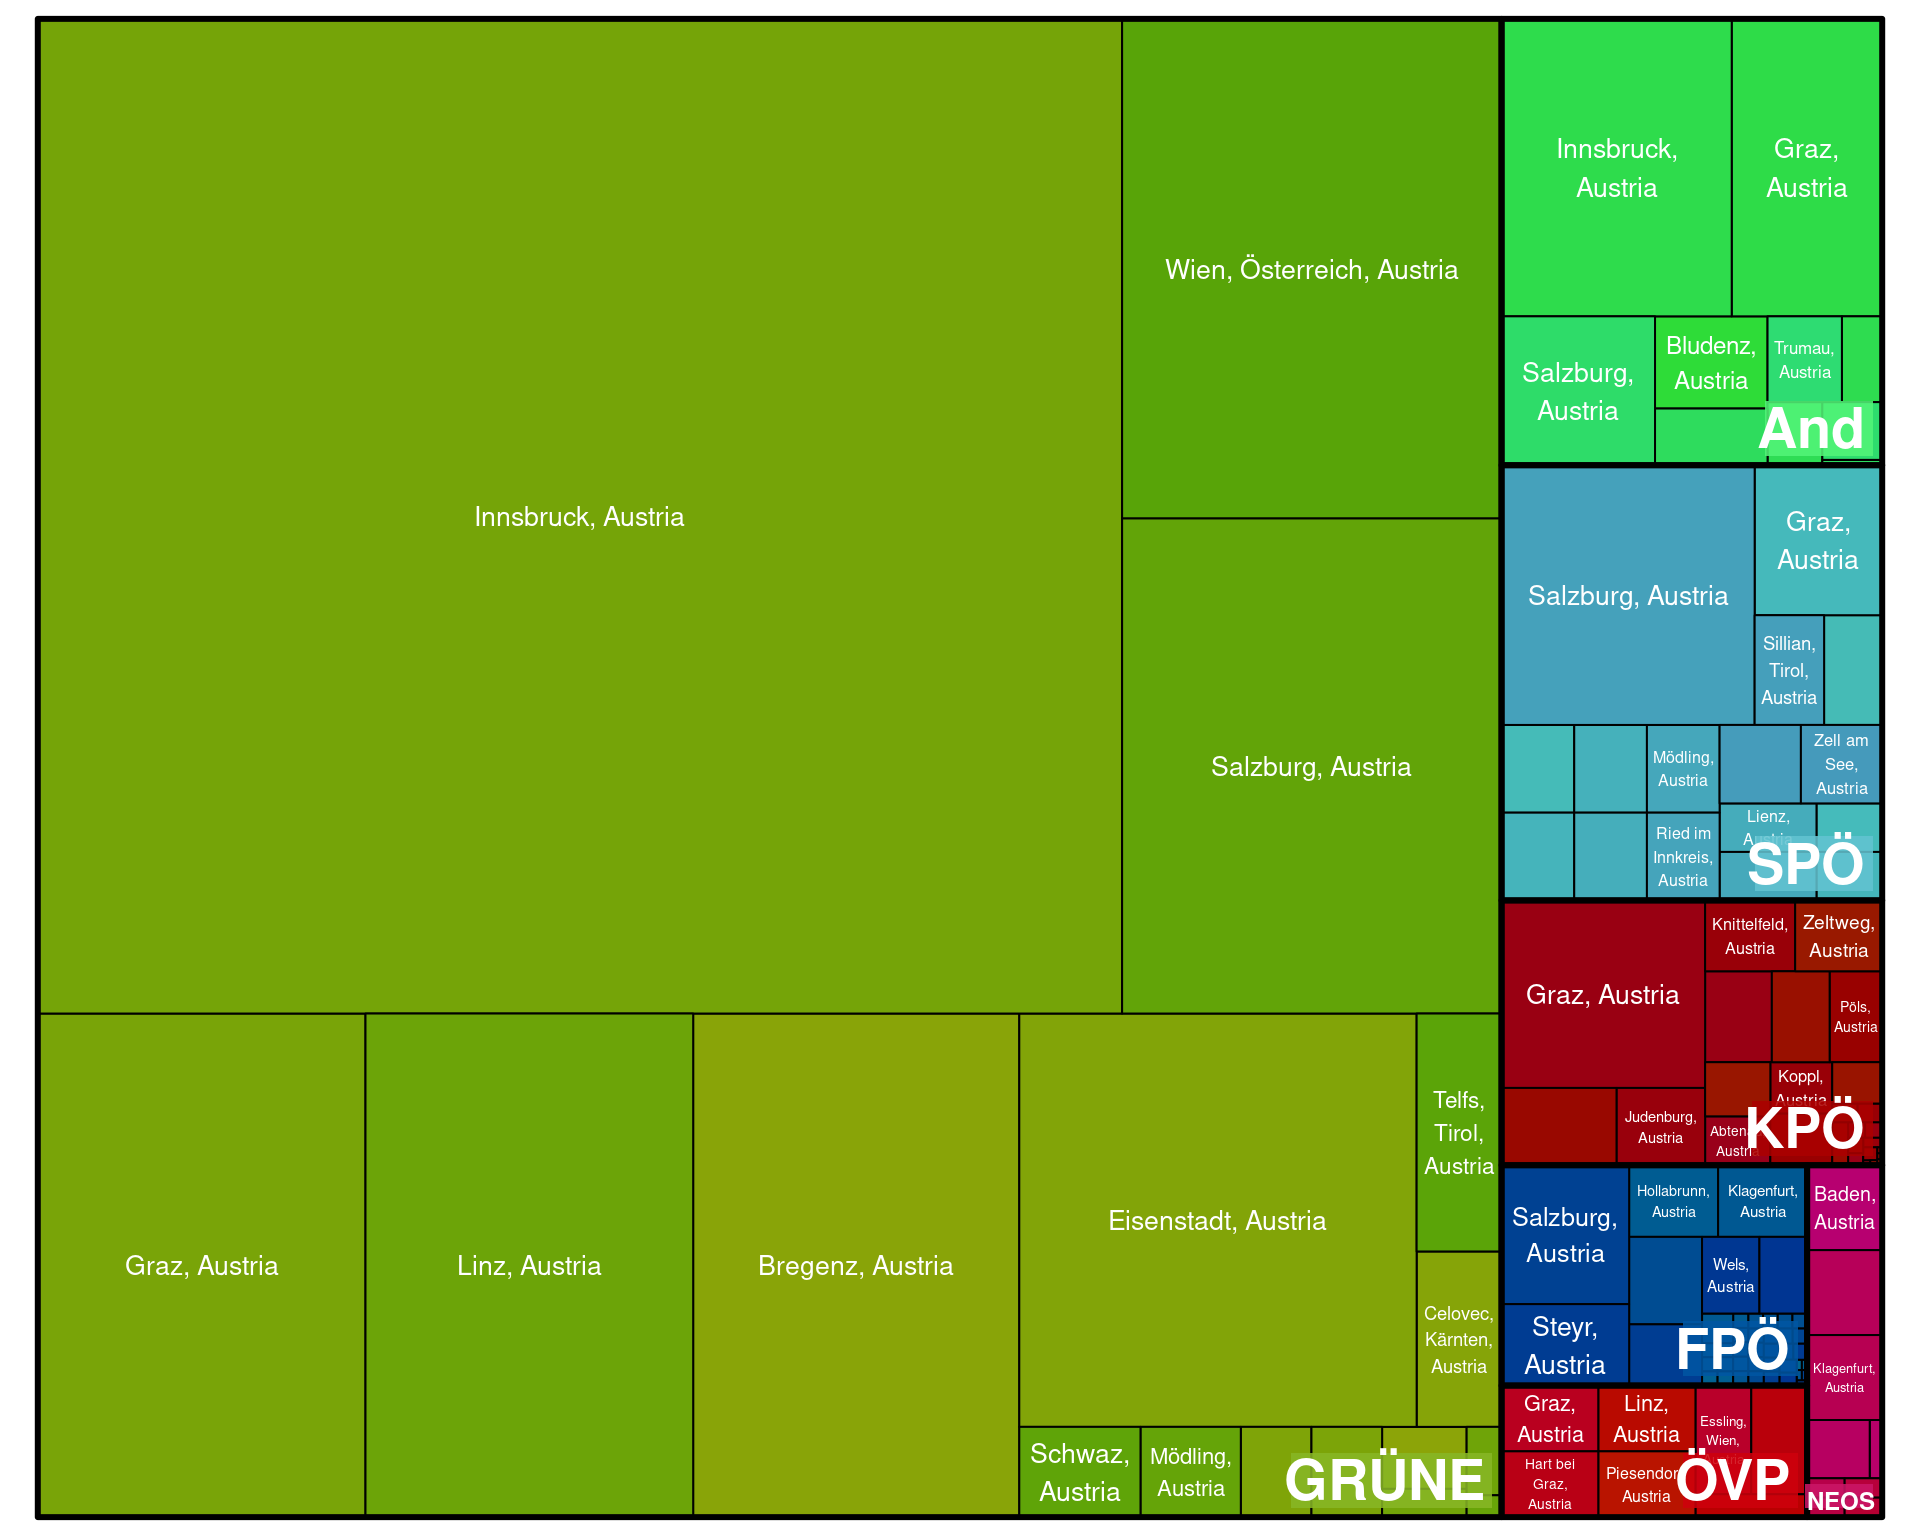 Innsbruck, Austria
Wien, Österreich, Austria
Salzburg, Austria
Graz, Austria
Linz, Austria
Bregenz, Austria
Eisenstadt, Austria
Telfs,
Tirol,
Austria
Celovec,
Kärnten,
Austria
Schwaz,
Austria
Mödling,
Austria
GRÜNE
Innsbruck,
Austria
Graz,
Austria
Salzburg,
Austria
Bludenz,
Austria
Trumau,
Austria
And
Salzburg, Austria
Graz,
Austria
Sillian,
Tirol,
Austria
Mödling,
Austria
Zell am
See,
Austria
Ried im
Innkreis,
Austria
Lienz,
Austria
SPÖ
Graz, Austria
Knittelfeld,
Austria
Zeltweg,
Austria
Pöls,
Austria
Koppl,
Austria
Judenburg,
Austria
Austria
KPÖ
Salzburg,
Austria
Hollabrunn,
Austria
Klagenfurt,
Austria
Wels,
Austria
Steyr,
Austria
FPÖ
Baden,
Austria
Klagenfurt,
Austria
NEOS
Graz,
Austria
Linz,
Austria
Essling,
Wien,
Hart bei
Graz,
Austria
Piesendorf,
Austria
ÖVP